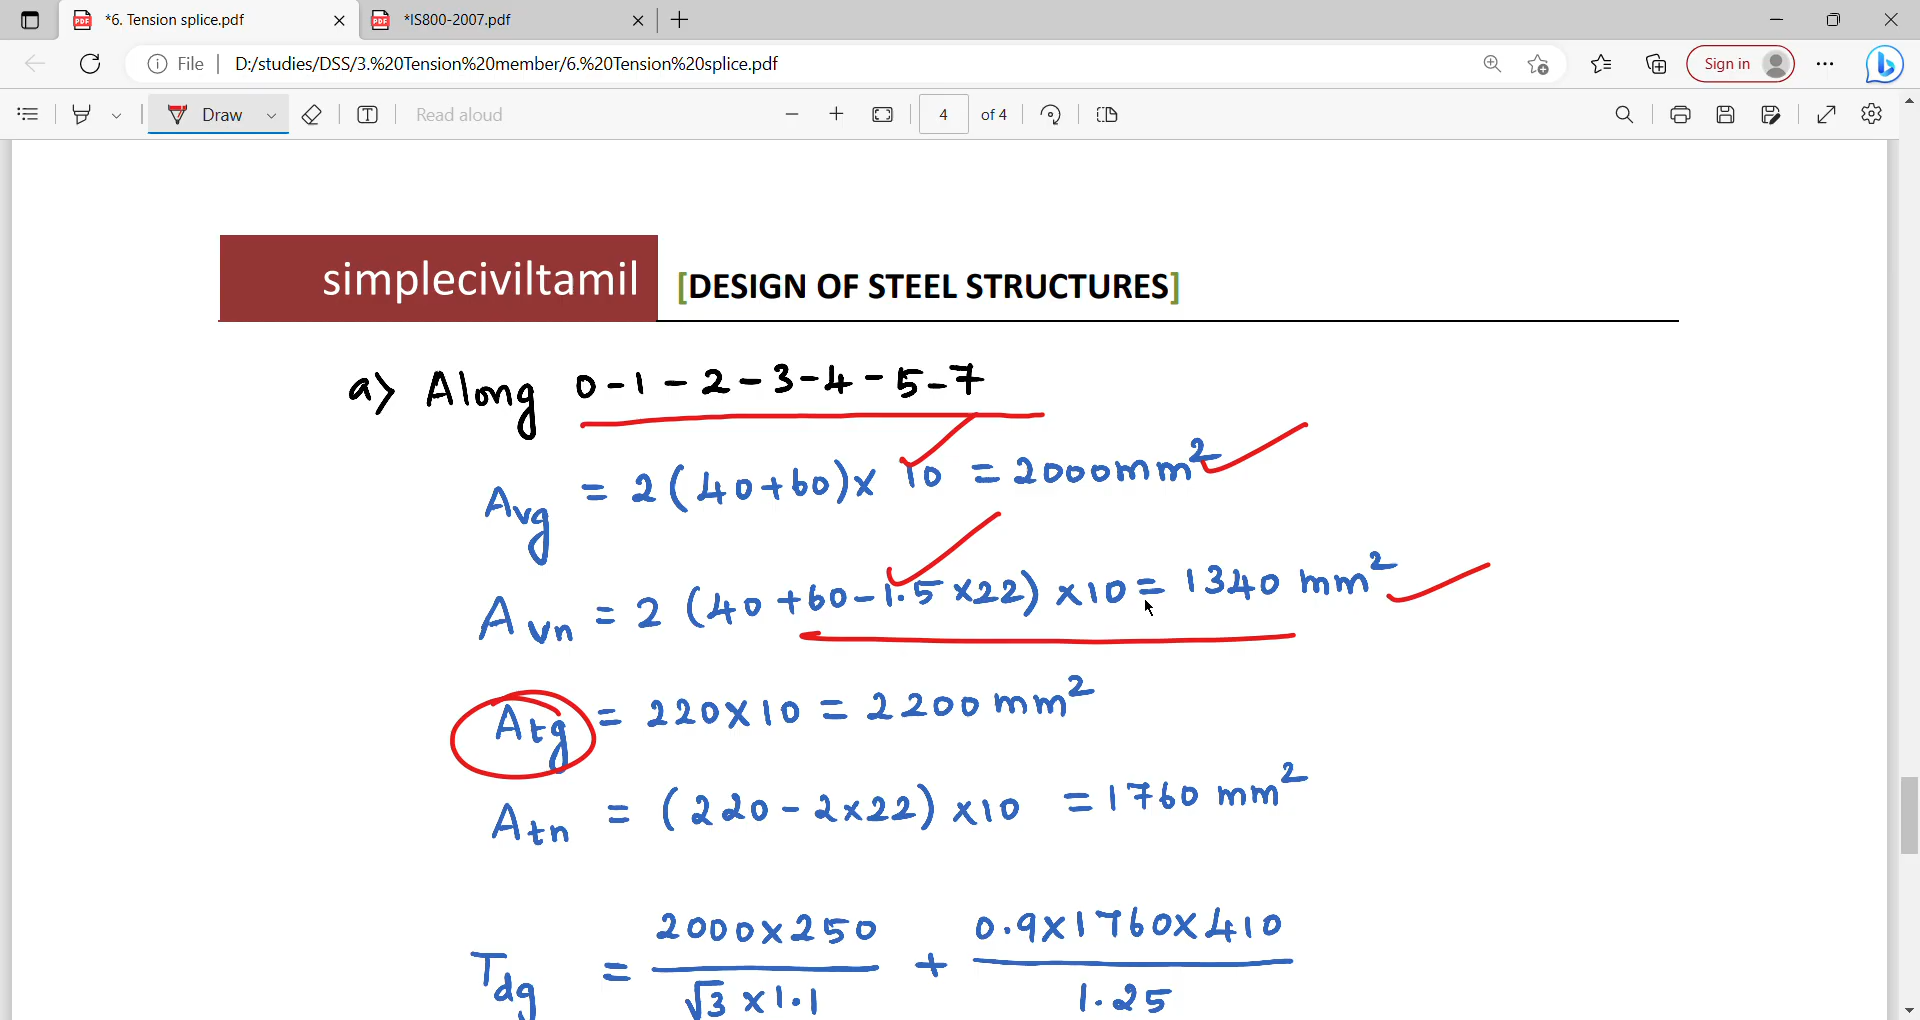 *6. Tension splice.pdf
*IS800-2007.pdf
File D:/studies/DSS/3.%20Tension%20member/6.%20Tension%20splice.pdf
Sign in
Draw
Read aloud
4 of 4
simpleciviltamil [DESIGN OF STEEL STRUCTURES]
a) Along 0-1-2-3-4-5-7
Avg = 2(40+60)x 10 = 2000mm²
Avn = 2 (40+60-1.5x22) x10 = 1340 mm²
Atg = 220x10 = 2200 mm²
Atn = (220-2x22) x10 = 1760 mm²
2000x250 0.9x1760x410
Tdg = +
√3 x1.1 1.25